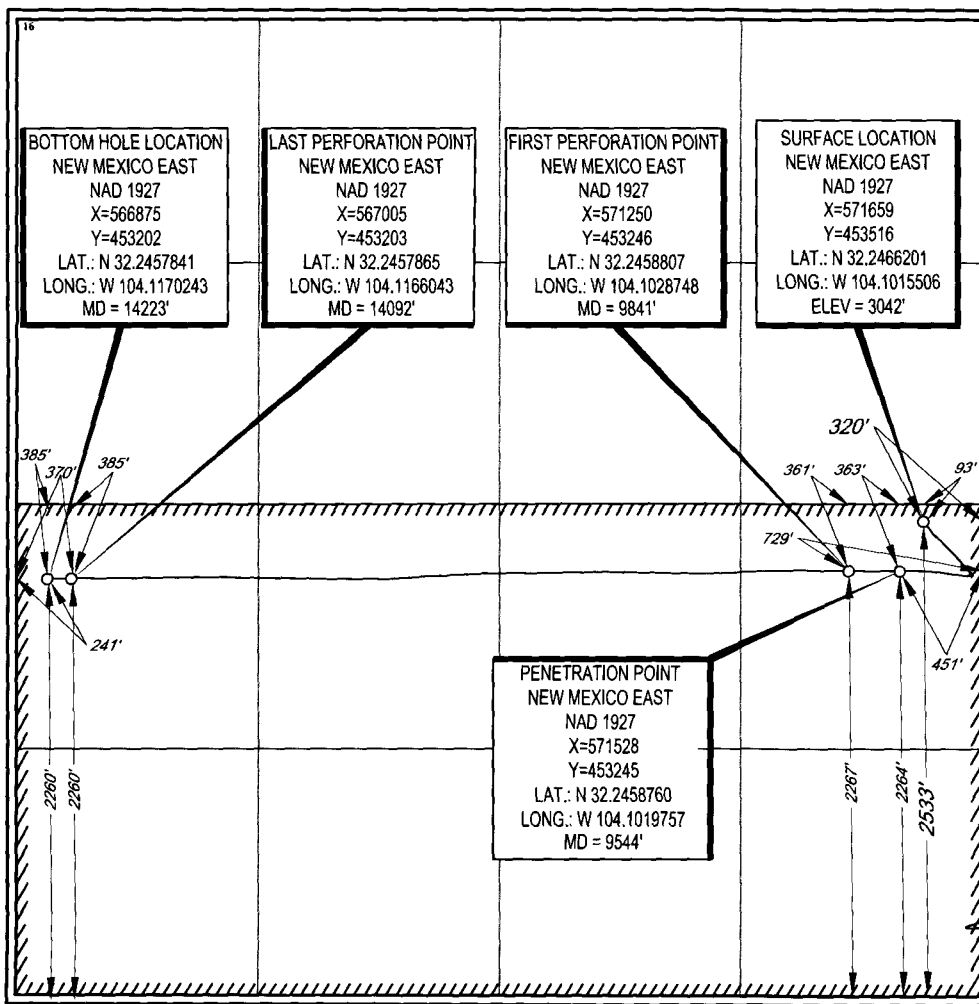 16
BOTTOM HOLE LOCATION
NEW MEXICO EAST
NAD 1927
X=566875
Y=453202
LAT.: N 32.2457841
LONG.: W 104.1170243
MD = 14223'
LAST PERFORATION POINT
NEW MEXICO EAST
NAD 1927
X=567005
Y=453203
LAT.: N 32.2457865
LONG.: W 104.1166043
MD = 14092'
FIRST PERFORATION POINT
NEW MEXICO EAST
NAD 1927
X=571250
Y=453246
LAT.: N 32.2458807
LONG.: W 104.1028748
MD = 9841'
SURFACE LOCATION
NEW MEXICO EAST
NAD 1927
X=571659
Y=453516
LAT.: N 32.2466201
LONG.: W 104.1015506
ELEV = 3042'
385'
370'
385'
361'
363'
320'
93'
729'
241'
451'
PENETRATION POINT
NEW MEXICO EAST
NAD 1927
X=571528
Y=453245
LAT.: N 32.2458760
LONG.: W 104.1019757
MD = 9544'
2260'
2260'
2267'
2264'
2533'